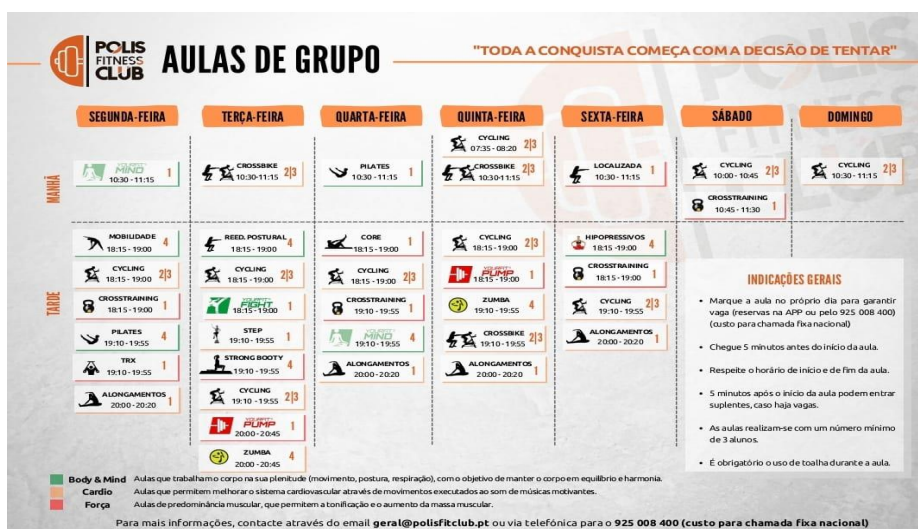 POLIS
FITNESS
CLUB
AULAS DE GRUPO
"TODA A CONQUISTA COMEÇA COM A DECISÃO DE TENTAR"
SEGUNDA-FEIRA
TERÇA-FEIRA
QUARTA-FEIRA
QUINTA-FEIRA
SEXTA-FEIRA
SÁBADO
DOMINGO
MANHÃ
MIND
10:30 - 11:15 1
CROSSBIKE
10:30-11:15 2|3
PILATES
10:30 - 11:15 1
CYCLING
07:35 - 08:20 2|3
CROSSBIKE
10:30-11:15 2|3
LOCALIZADA
10:30 - 11:15 1
CYCLING
10:00 - 10:45 2|3
CROSSTRAINING
10:45 - 11:30 1
CYCLING
10:30 - 11:15 2|3
TARDE
MOBILIDADE
18:15 - 19:00 4
CYCLING
18:15 - 19:00 2|3
CROSSTRAINING
18:15 - 19:00 1
PILATES
19:10 - 19:55 4
TRX
19:10 - 19:55 1
ALONGAMENTOS
20:00 - 20:20 1
REED. POSTURAL
18:15 - 19:00 4
CYCLING
18:15 - 19:00 2|3
FIGHT
18:15 - 19:00 1
STEP
19:10 - 19:55 1
STRONG BOOTY
19:10 - 19:55 4
CYCLING
19:10 - 19:55 2|3
PUMP
20:00 - 20:45 1
ZUMBA
20:00 - 20:45 4
CORE
18:15 - 19:00 1
CYCLING
18:15 - 19:00 2|3
CROSSTRAINING
19:10 - 19:55 1
MIND
19:10 - 19:55 4
ALONGAMENTOS
20:00 - 20:20 1
CYCLING
18:15 - 19:00 2|3
PUMP
18:15 - 19:00 1
ZUMBA
19:10 - 19:55 4
CROSSBIKE
19:10 - 19:55 2|3
ALONGAMENTOS
20:00 - 20:20 1
HIPOPRESSIVOS
18:15 - 19:00 4
CROSSTRAINING
18:15 - 19:00 1
CYCLING
19:10 - 19:55 2|3
ALONGAMENTOS
20:00 - 20:20 1
INDICAÇÕES GERAIS
• Marque a aula no próprio dia para garantir
vaga (reservas na APP ou pelo 925 008 400)
(custo para chamada fixa nacional)
• Chegue 5 minutos antes do início da aula.
• Respeite o horário de início e de fim da aula.
• 5 minutos após o início da aula podem entrar
suplentes, caso haja vagas.
• As aulas realizam-se com um número mínimo
de 3 alunos.
• É obrigatório o uso de toalha durante a aula.
Body & Mind Aulas que trabalham o corpo na sua plenitude (movimento, postura, respiração), com o objetivo de manter o corpo em equilíbrio e harmonia.
Cardio Aulas que permitem melhorar o sistema cardiovascular através de movimentos executados ao som de músicas motivantes.
Força Aulas de predominância muscular, que permitem a tonificação e o aumento da massa muscular.
Para mais informações, contacte através do email geral@polisfitclub.pt ou via telefónica para o 925 008 400 (custo para chamada fixa nacional)